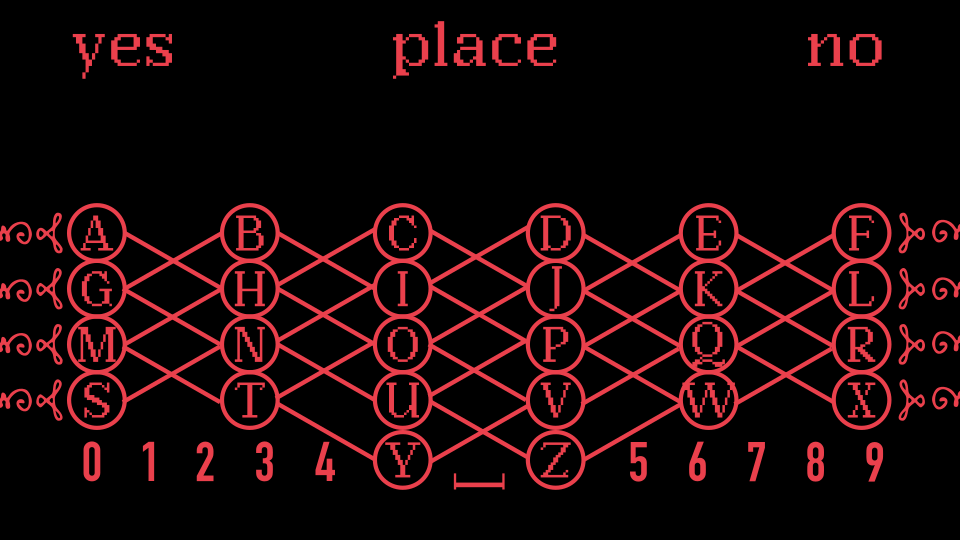 yes place no
A B C D E F
G H I J K L
M N O P Q R
S T U V W X
Y Z
0 1 2 3 4 5 6 7 8 9